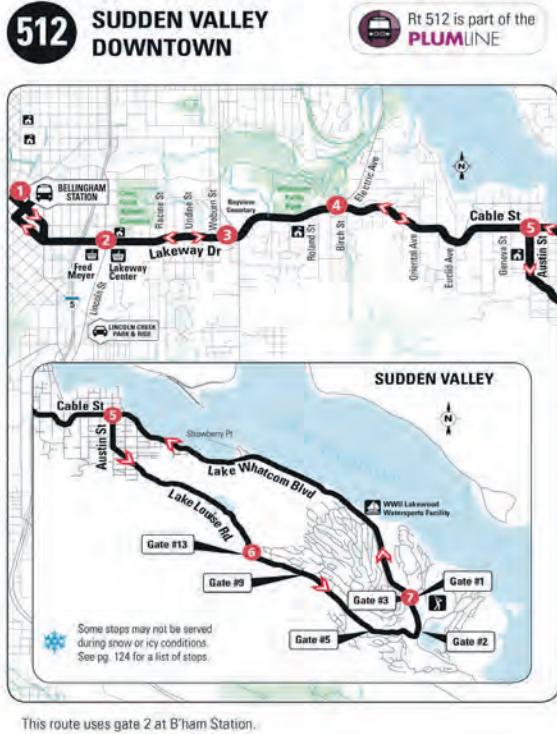 512
SUDDEN VALLEY
DOWNTOWN
Rt 512 is part of the
PLUMLINE
1
BELLINGHAM
STATION
2
Fred
Meyer
Lakeway
Center
Lincoln St
5
LINCOLN CREEK
PARK & RIDE
Racine St
Undine St
Woburn St
Lakeway Dr
3
Bayview
Cemetery
Whatcom
Falls
Park
Roland St
4
Birch St
Electric Ave
N
Oriental Ave
Euclid Ave
Cable St
Geneva St
5
Austin St
SUDDEN VALLEY
Cable St
5
Austin St
N
Strawberry Pt
Lake Whatcom Blvd
Lake Louise Rd
WWU Lakewood
Watersports Facility
Gate #13
6
Gate #9
Gate #3
7
Gate #1
Gate #5
Gate #2
Some stops may not be served
during snow or icy conditions.
See pg. 124 for a list of stops.
This route uses gate 2 at B'ham Station.